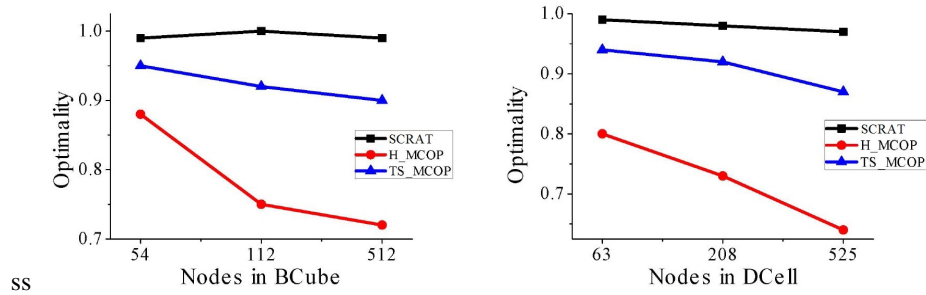 1.0
0.9
0.8
0.7
Optimality
SCRAT
H_MCOP
TS_MCOP
54
112
512
Nodes in BCube
1.0
0.9
0.8
0.7
Optimality
SCRAT
H_MCOP
TS_MCOP
63
208
525
Nodes in DCell
ss